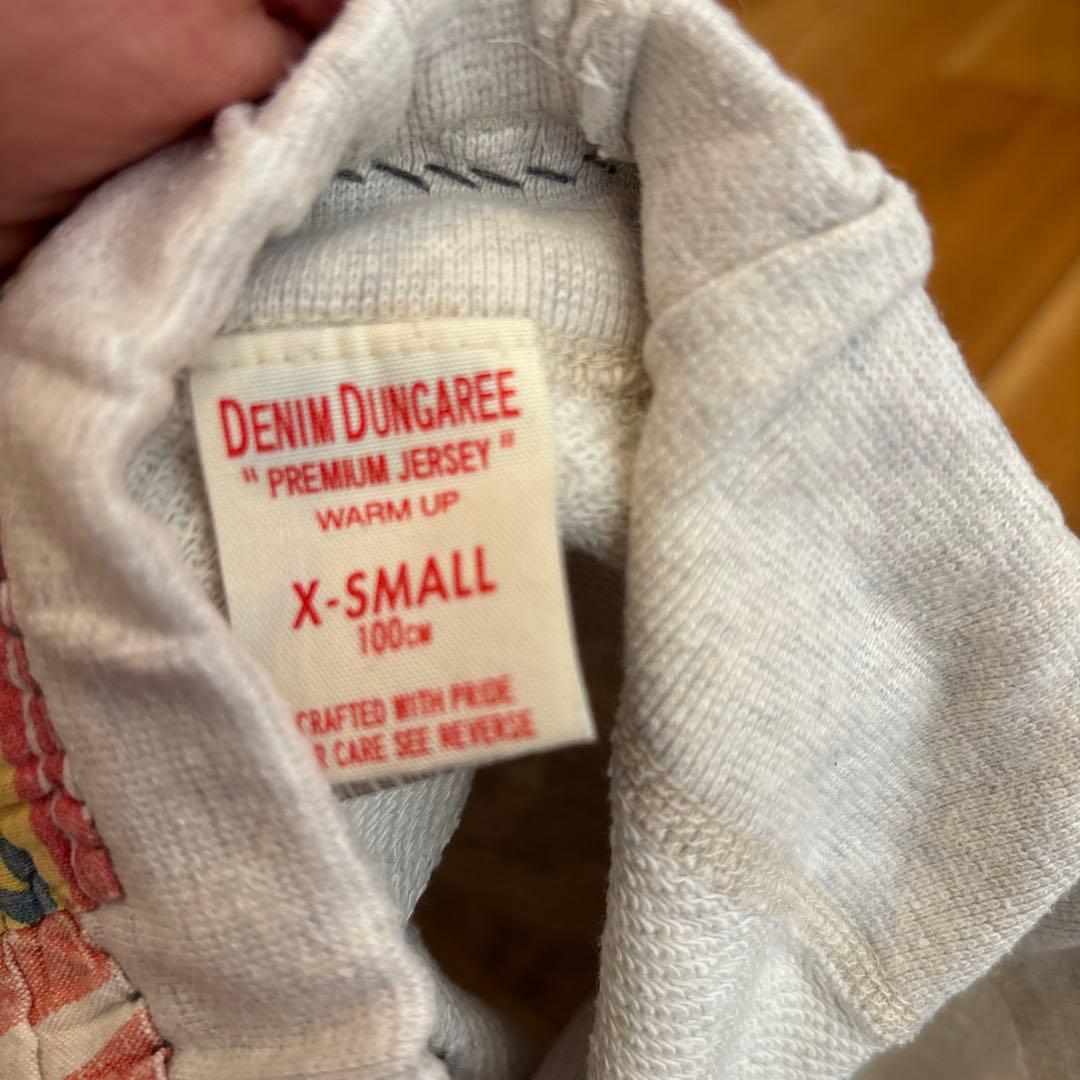 DENIM DUNGAREE
"PREMIUM JERSEY"
WARM UP
X-SMALL
100CM
CRAFTED WITH PRIDE
CARE SEE REVERSE